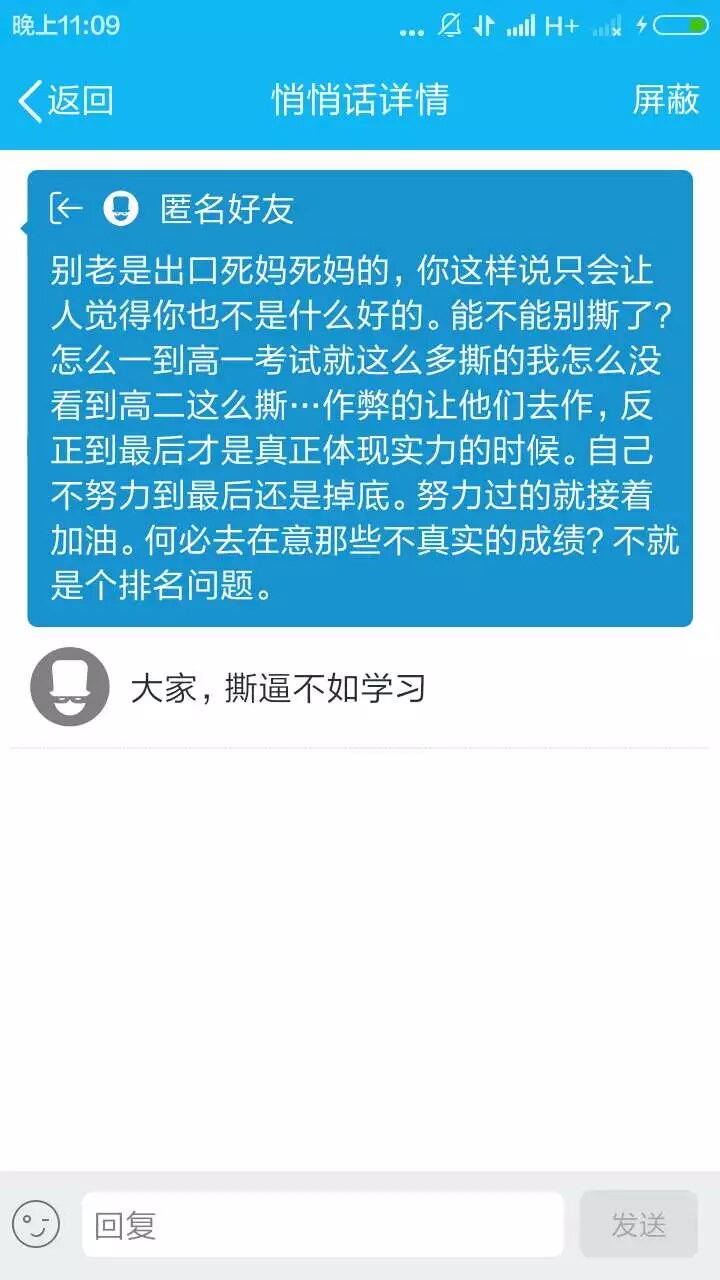 晚上11:09
H+
返回
悄悄话详情
屏蔽
匿名好友
别老是出口死妈死妈的，你这样说只会让
人觉得你也不是什么好的。能不能别撕了？
怎么一到高一考试就这么多撕的我怎么没
看到高二这么撕…作弊的让他们去作，反
正到最后才是真正体现实力的时候。自己
不努力到最后还是掉底。努力过的就接着
加油。何必去在意那些不真实的成绩？不就
是个排名问题。
大家，撕逼不如学习
回复
发送